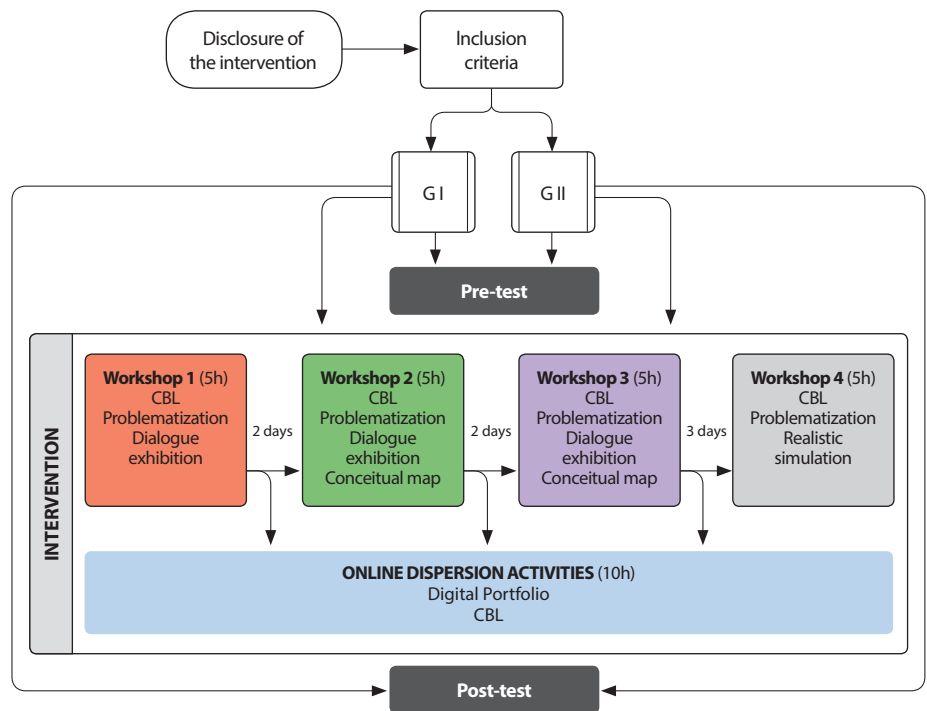 Disclosure of
the intervention
Inclusion
criteria
G I
G II
Pre-test
INTERVENTION
Workshop 1 (5h)
CBL
Problematization
Dialogue
exhibition
2 days
Workshop 2 (5h)
CBL
Problematization
Dialogue
exhibition
Conceitual map
2 days
Workshop 3 (5h)
CBL
Problematization
Dialogue
exhibition
Conceitual map
3 days
Workshop 4 (5h)
CBL
Problematization
Realistic
simulation
ONLINE DISPERSION ACTIVITIES (10h)
Digital Portfolio
CBL
Post-test